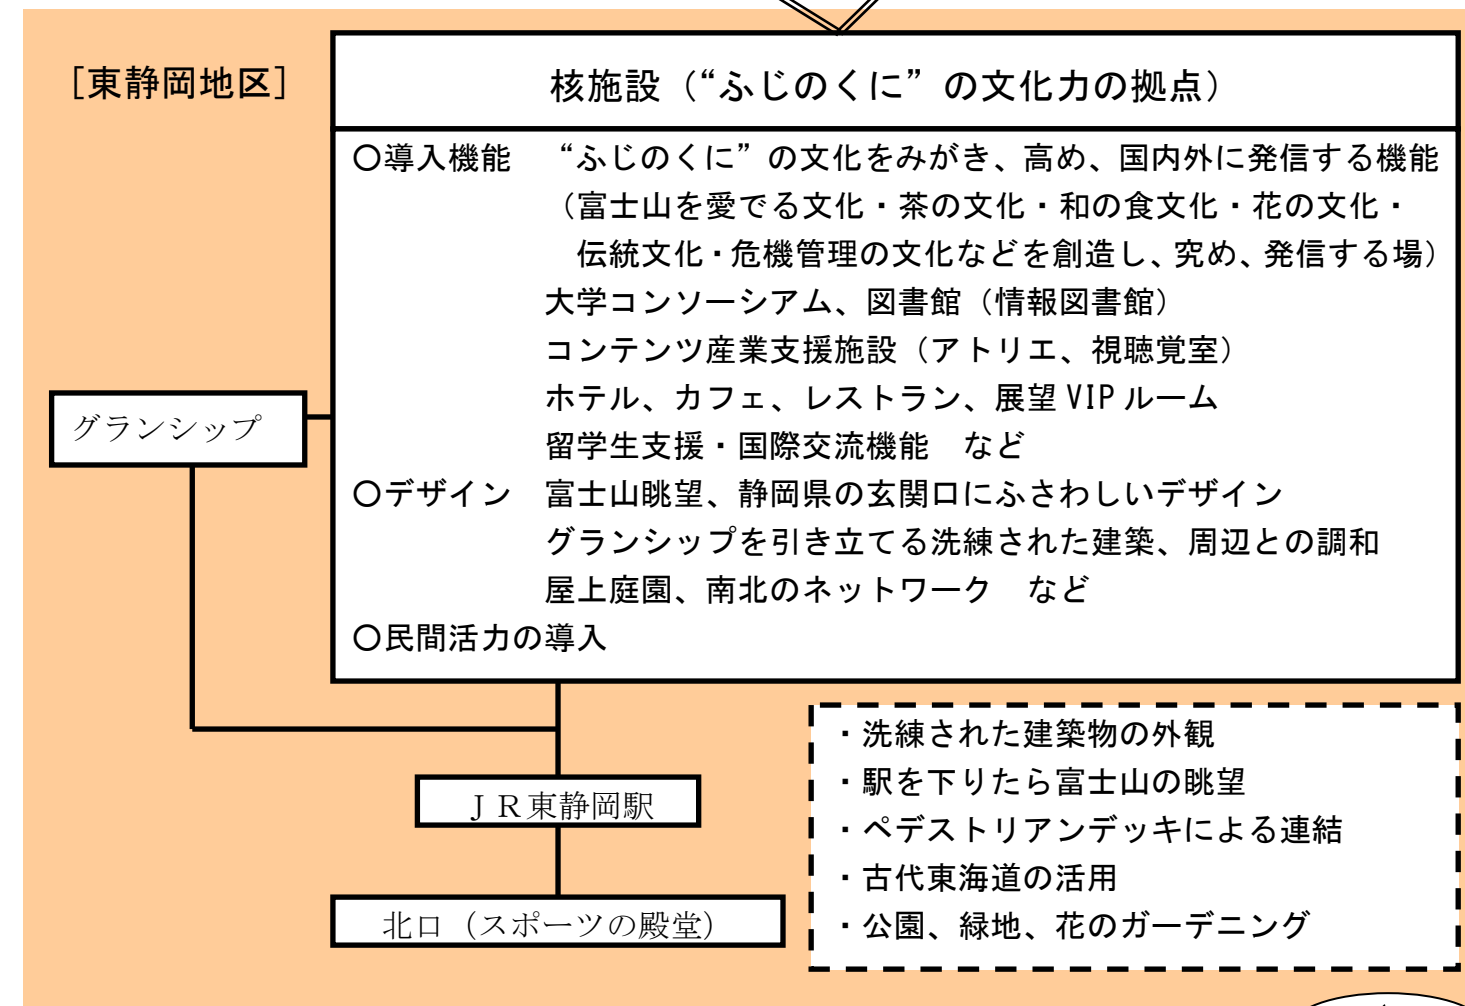 ［東静岡地区］
核施設（“ふじのくに”の文化力の拠点）
〇導入機能　“ふじのくに”の文化をみがき、高め、国内外に発信する機能
（富士山を愛でる文化・茶の文化・和の食文化・花の文化・
伝統文化・危機管理の文化などを創造し、究め、発信する場）
大学コンソーシアム、図書館（情報図書館）
コンテンツ産業支援施設（アトリエ、視聴覚室）
ホテル、カフェ、レストラン、展望 VIP ルーム
留学生支援・国際交流機能　など
〇デザイン　富士山眺望、静岡県の玄関口にふさわしいデザイン
グランシップを引き立てる洗練された建築、周辺との調和
屋上庭園、南北のネットワーク　など
〇民間活力の導入
グランシップ
ＪＲ東静岡駅
北口（スポーツの殿堂）
・洗練された建築物の外観
・駅を下りたら富士山の眺望
・ペデストリアンデッキによる連結
・古代東海道の活用
・公園、緑地、花のガーデニング